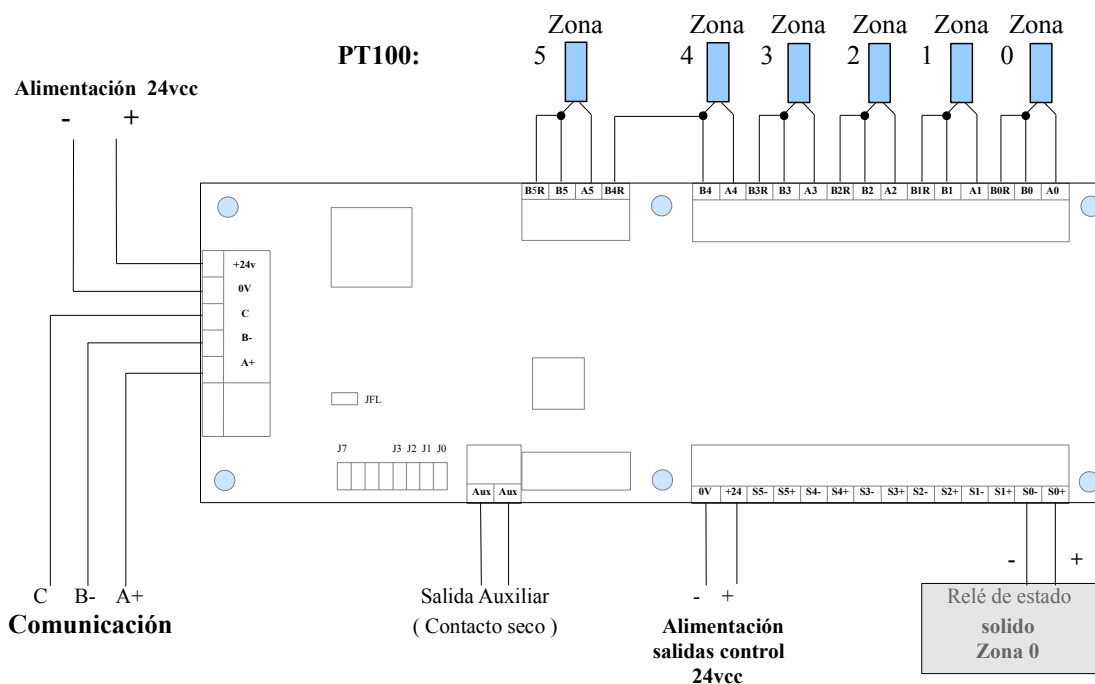 Zona Zona Zona Zona Zona Zona
PT100: 5 4 3 2 1 0
Alimentación 24vcc
- +
B5R B5 A5 B4R B4 A4 B3R B3 A3 B2R B2 A2 B1R B1 A1 B0R B0 A0
+24v
0V
C
B-
A+
JFL
J7 J3 J2 J1 J0
Aux Aux
0V +24 S5- S5+ S4- S4+ S3- S3+ S2- S2+ S1- S1+ S0- S0+
- +
C B- A+
Comunicación
Salida Auxiliar
( Contacto seco )
- +
Alimentación
salidas control
24vcc
Relé de estado
solido
Zona 0